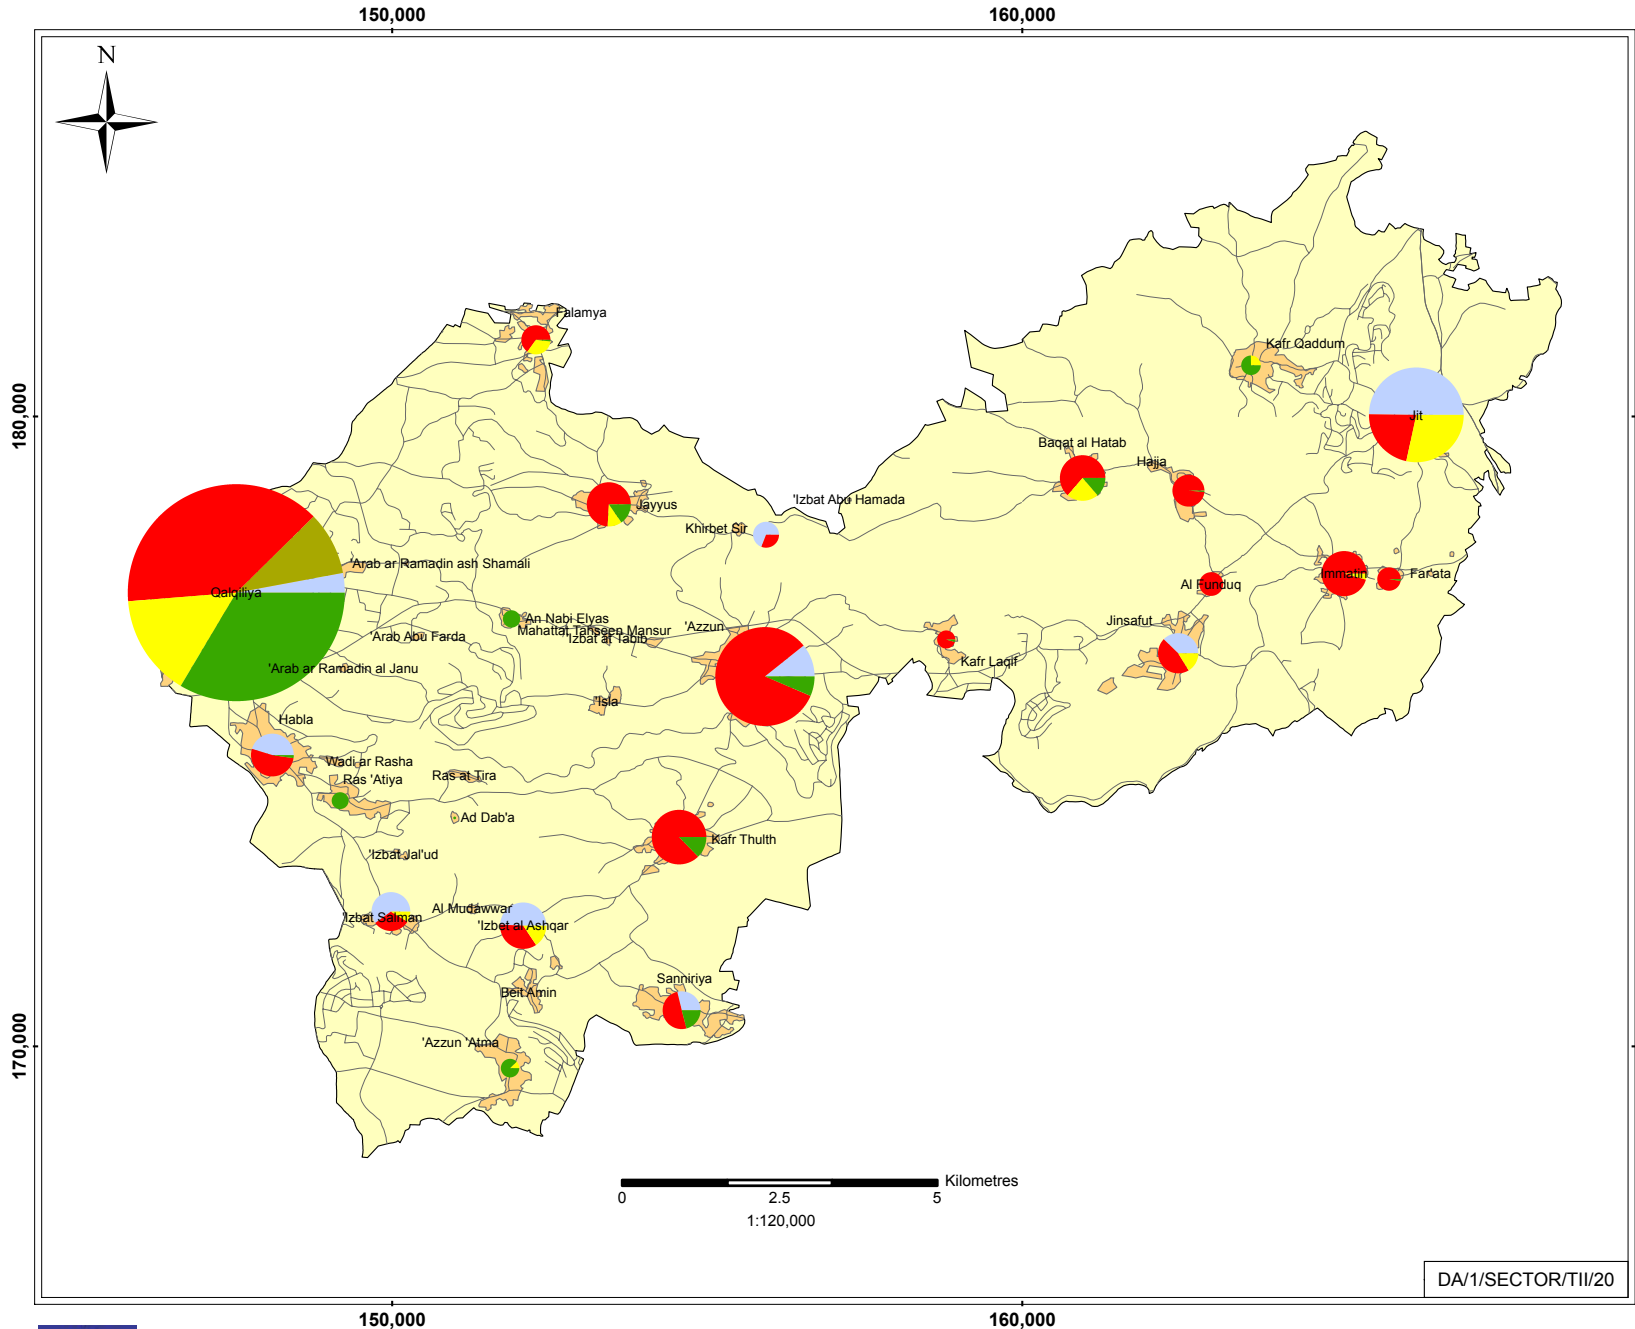 150,000
160,000
N
Falamya
Kafr Qaddum
180,000
180,000
Jit
Baqat al Hatab
Hajja
'Izbat Abu Hamada
Jayyus
Khirbet Sir
'Arab ar Ramadin ash Shamali
Immatin
Far'ata
Al Funduq
Qalqiliya
An Nabi Elyas
Mahattat Tahseen Mansur
'Azzun
Jinsafut
'Arab Abu Farda
'Izbat at Tabib
Kafr Laqif
'Arab ar Ramadin al Janu
'Isla
Habla
Wadi ar Rasha
Ras 'Atiya
Ras at Tira
Ad Dab'a
Kafr Thulth
'Izbat Jal'ud
Al Mudawwar
'Izbat Salman
'Izbet al Ashqar
Sanniriya
Beit Amin
'Azzun 'Atma
170,000
Kilometres
0
2.5
5
1:120,000
DA/1/SECTOR/TII/20
150,000
160,000